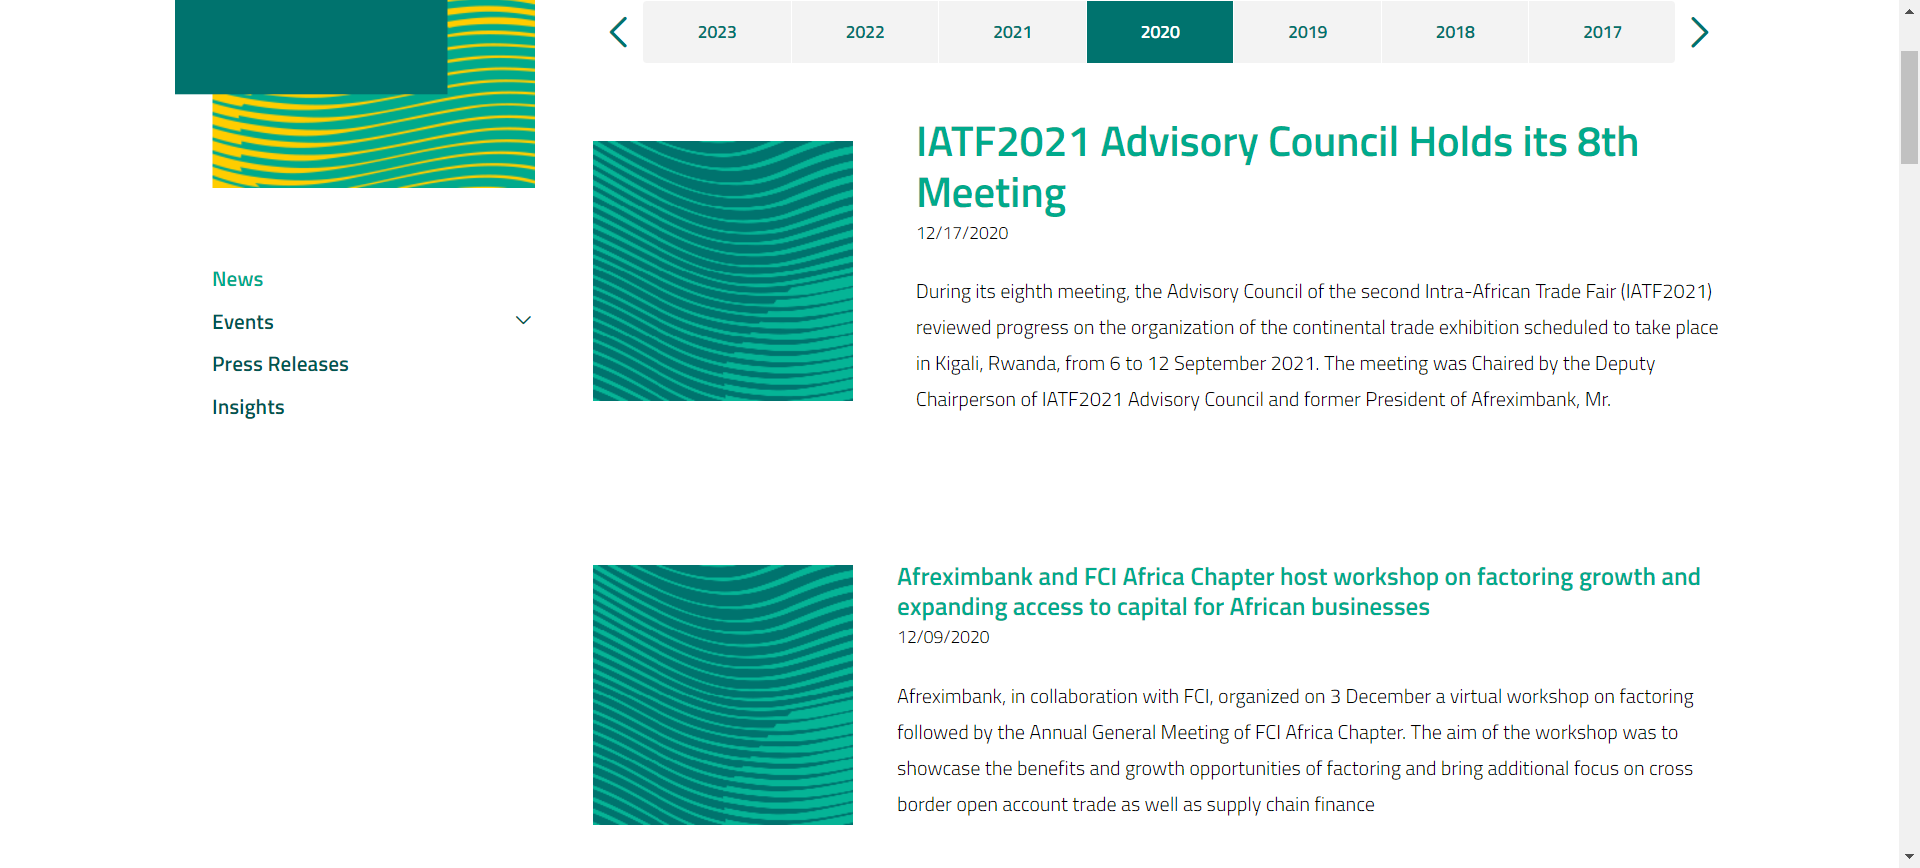 2023 2022 2021 2020 2019 2018 2017
News
Events
Press Releases
Insights
IATF2021 Advisory Council Holds its 8th
Meeting
12/17/2020
During its eighth meeting, the Advisory Council of the second Intra-African Trade Fair (IATF2021)
reviewed progress on the organization of the continental trade exhibition scheduled to take place
in Kigali, Rwanda, from 6 to 12 September 2021. The meeting was Chaired by the Deputy
Chairperson of IATF2021 Advisory Council and former President of Afreximbank, Mr.
Afreximbank and FCI Africa Chapter host workshop on factoring growth and
expanding access to capital for African businesses
12/09/2020
Afreximbank, in collaboration with FCI, organized on 3 December a virtual workshop on factoring
followed by the Annual General Meeting of FCI Africa Chapter. The aim of the workshop was to
showcase the benefits and growth opportunities of factoring and bring additional focus on cross
border open account trade as well as supply chain finance